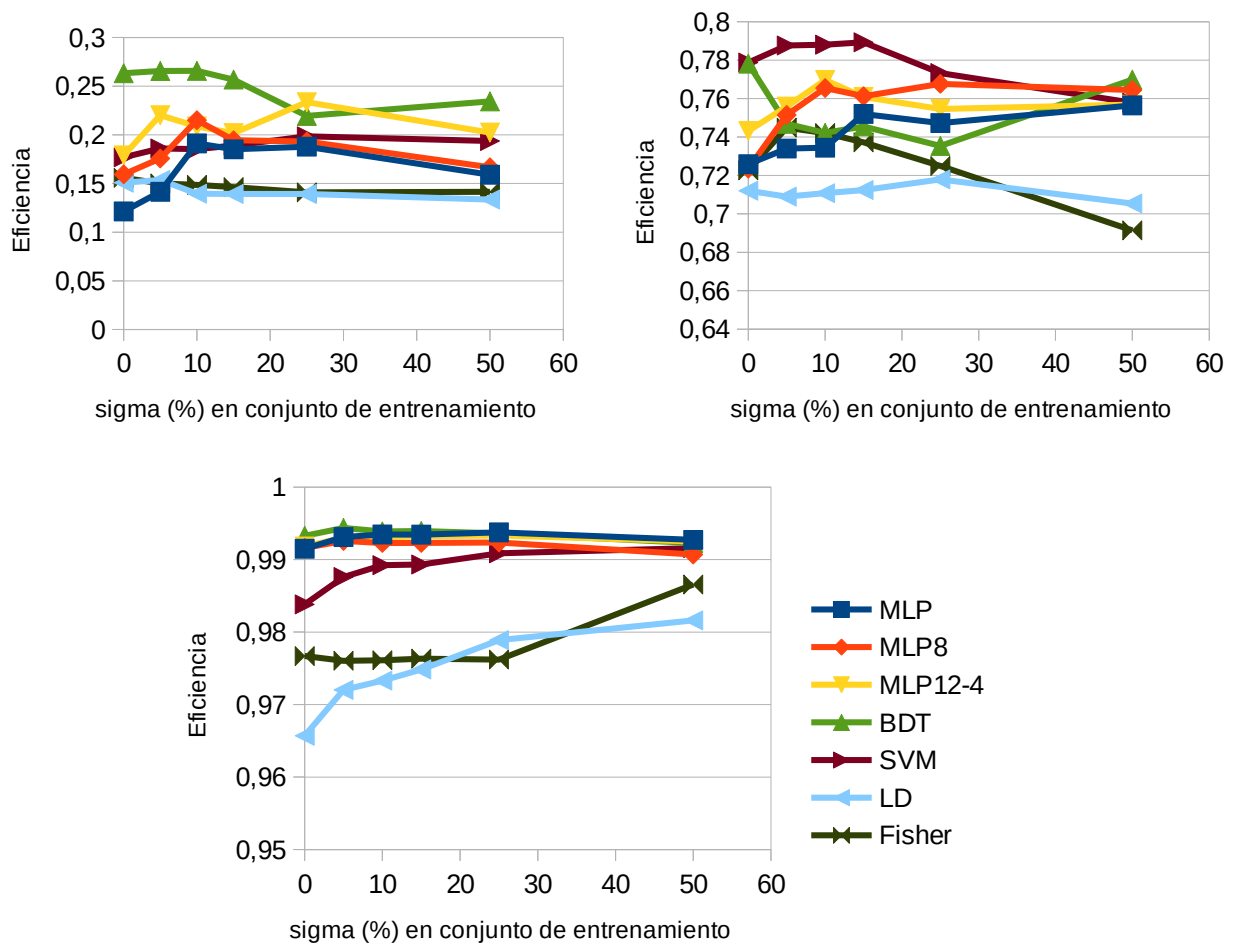 0,3
0,25
0,2
0,15
0,1
0,05
0
Eficiencia
0 10 20 30 40 50 60
sigma (%) en conjunto de entrenamiento
0,8
0,78
0,76
0,74
0,72
0,7
0,68
0,66
0,64
Eficiencia
0 10 20 30 40 50 60
sigma (%) en conjunto de entrenamiento
1
0,99
0,98
0,97
0,96
0,95
Eficiencia
0 10 20 30 40 50 60
sigma (%) en conjunto de entrenamiento
MLP
MLP8
MLP12-4
BDT
SVM
LD
Fisher